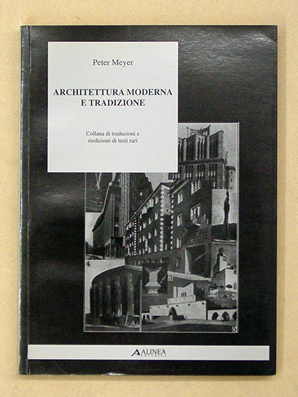 Peter Meyer
ARCHITETTURA MODERNA
E TRADIZIONE
Collana di traduzioni e
riedizioni di testi rari
ALINEA